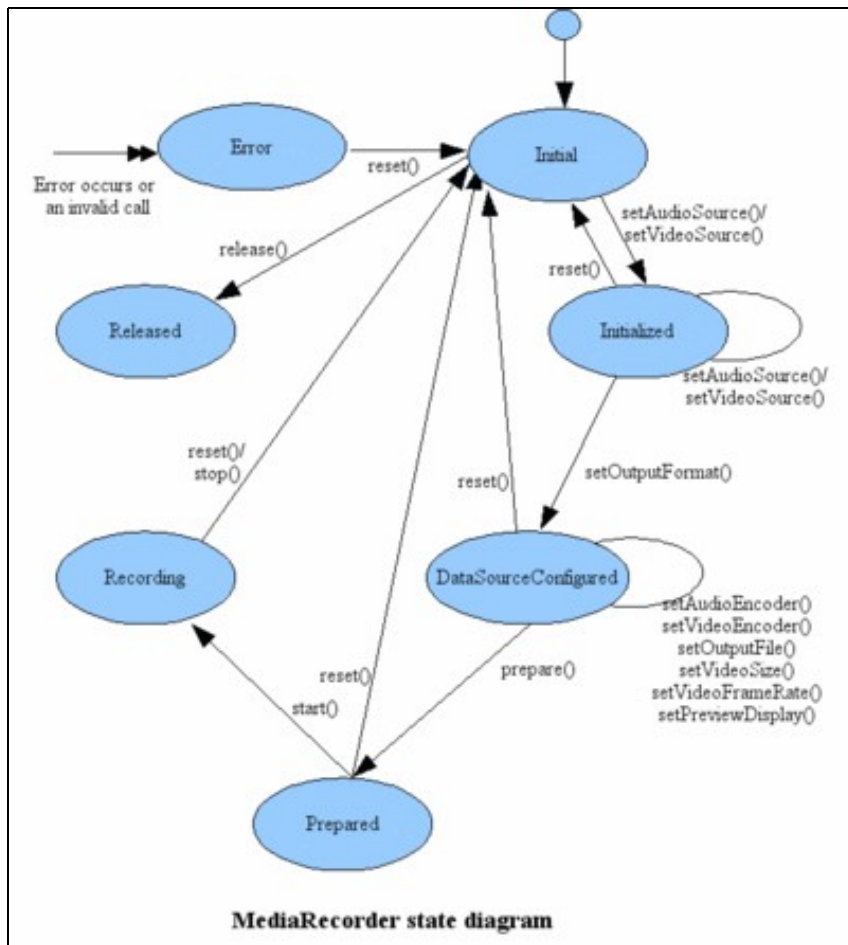 Error
Initial
reset()
Error occurs or
an invalid call
setAudioSource()/
setVideoSource()
release()
reset()
Released
Initialized
setAudioSource()/
setVideoSource()
reset()/
stop()
reset()
setOutputFormat()
Recording
DataSourceConfigured
setAudioEncoder()
setVideoEncoder()
setOutputFile()
setVideoSize()
setVideoFrameRate()
setPreviewDisplay()
reset()
prepare()
start()
Prepared
MediaRecorder state diagram